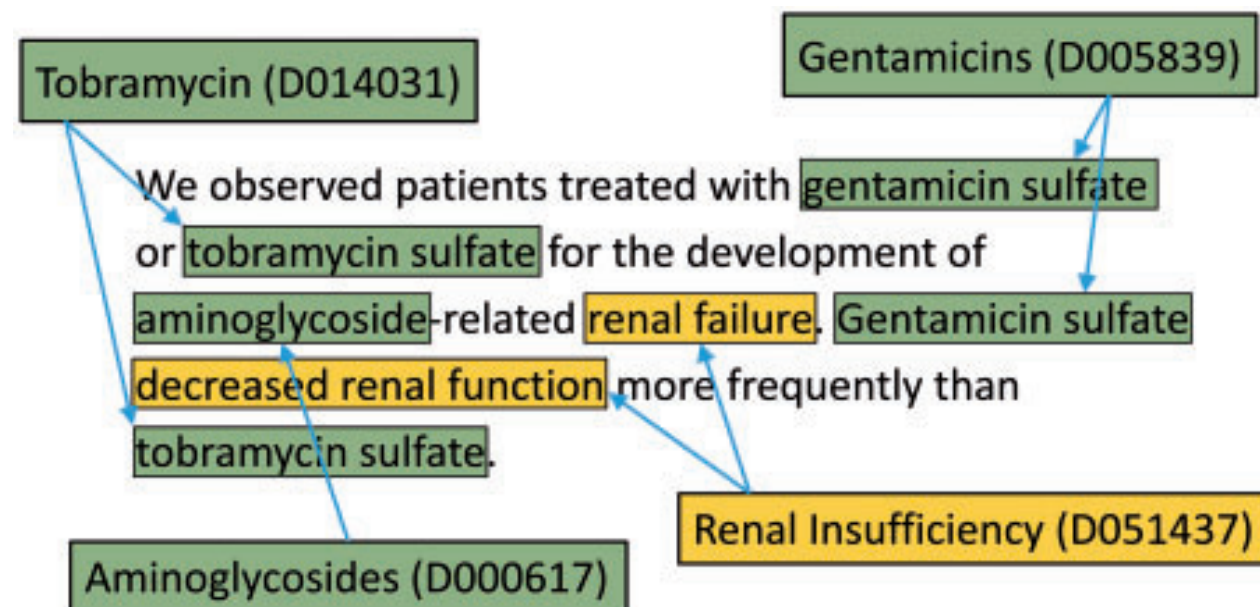 Tobramycin (D014031)
Gentamicins (D005839)
We observed patients treated with gentamicin sulfate
or tobramycin sulfate for the development of
aminoglycoside-related renal failure. Gentamicin sulfate
decreased renal function more frequently than
tobramycin sulfate.
Renal Insufficiency (D051437)
Aminoglycosides (D000617)